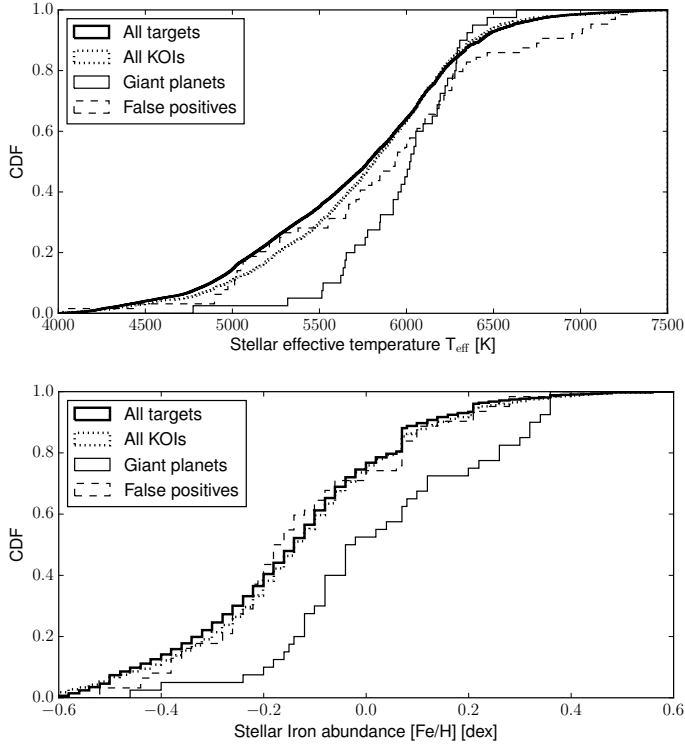 1.0
0.8
0.6
0.4
0.2
0.0
CDF
All targets
All KOIs
Giant planets
False positives
4000 4500 5000 5500 6000 6500 7000 7500
Stellar effective temperature T_eff [K]
1.0
0.8
0.6
0.4
0.2
0.0
CDF
All targets
All KOIs
Giant planets
False positives
−0.6 −0.4 −0.2 0.0 0.2 0.4 0.6
Stellar Iron abundance [Fe/H] [dex]